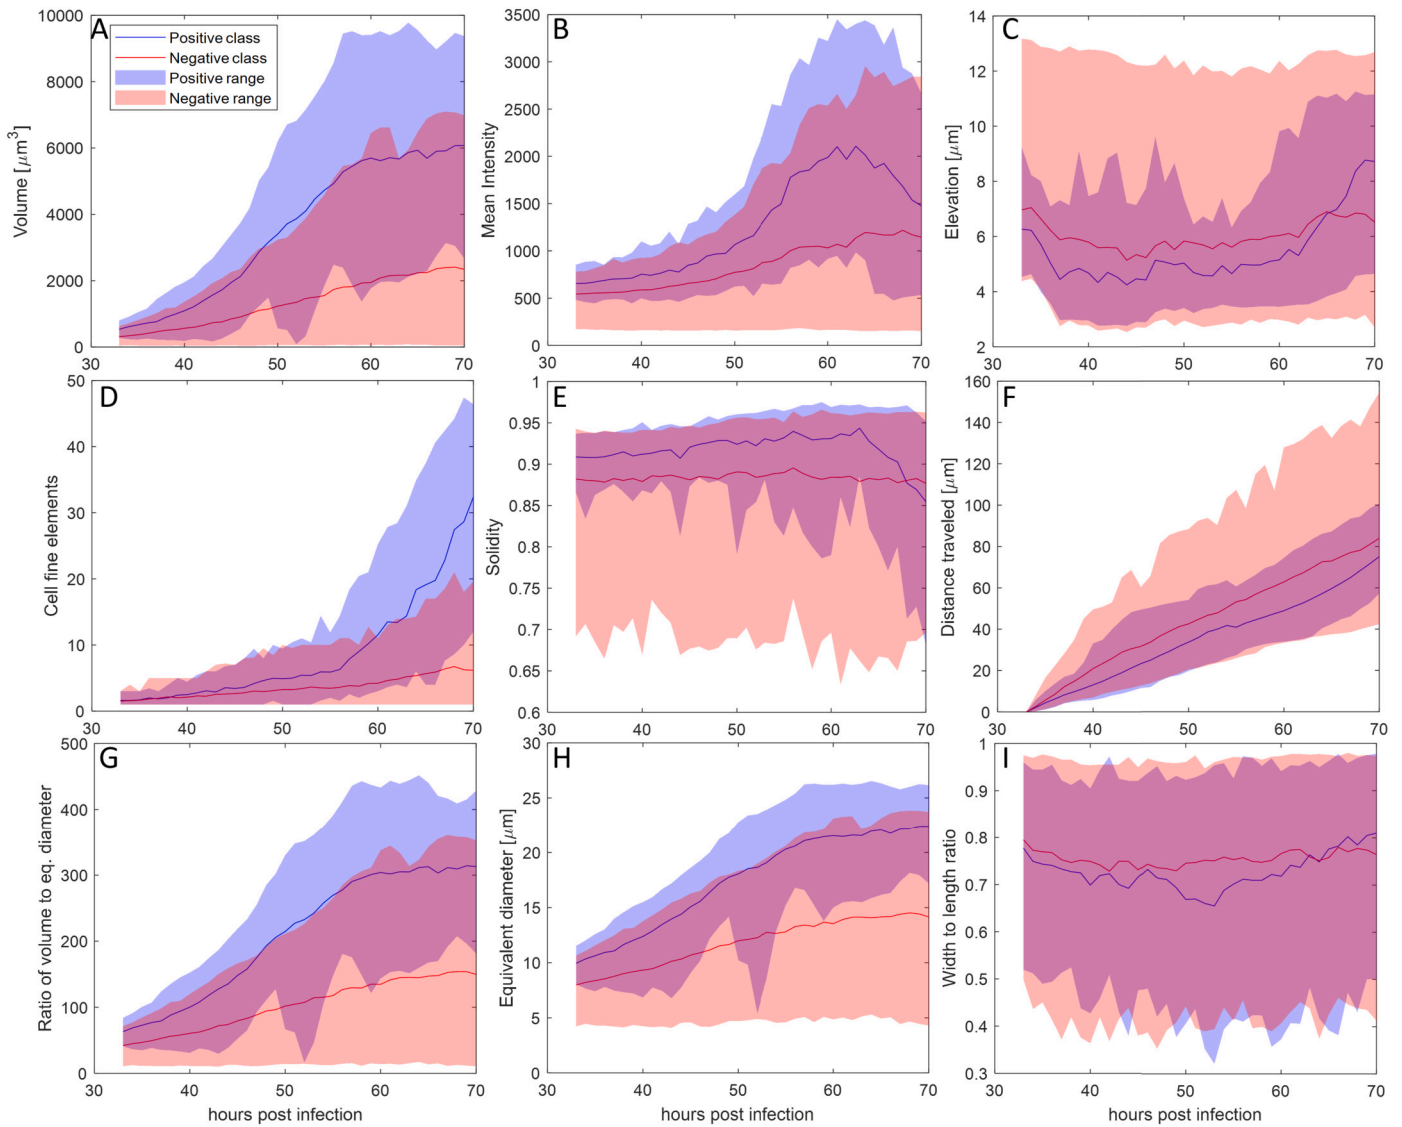 A
Volume [μm³]
10000
8000
6000
4000
2000
0
30 40 50 60 70
Positive class
Negative class
Positive range
Negative range
B
Mean Intensity
3500
3000
2500
2000
1500
1000
500
0
30 40 50 60 70
C
Elevation [μm]
14
12
10
8
6
4
2
30 40 50 60 70
D
Cell fine elements
50
40
30
20
10
0
30 40 50 60 70
E
Solidity
1
0.95
0.9
0.85
0.8
0.75
0.7
0.65
0.6
30 40 50 60 70
F
Distance traveled [μm]
160
140
120
100
80
60
40
20
0
30 40 50 60 70
G
Ratio of volume to eq. diameter
500
400
300
200
100
0
30 40 50 60 70
hours post infection
H
Equivalent diameter [μm]
30
25
20
15
10
5
0
30 40 50 60 70
hours post infection
I
Width to length ratio
1
0.9
0.8
0.7
0.6
0.5
0.4
0.3
30 40 50 60 70
hours post infection